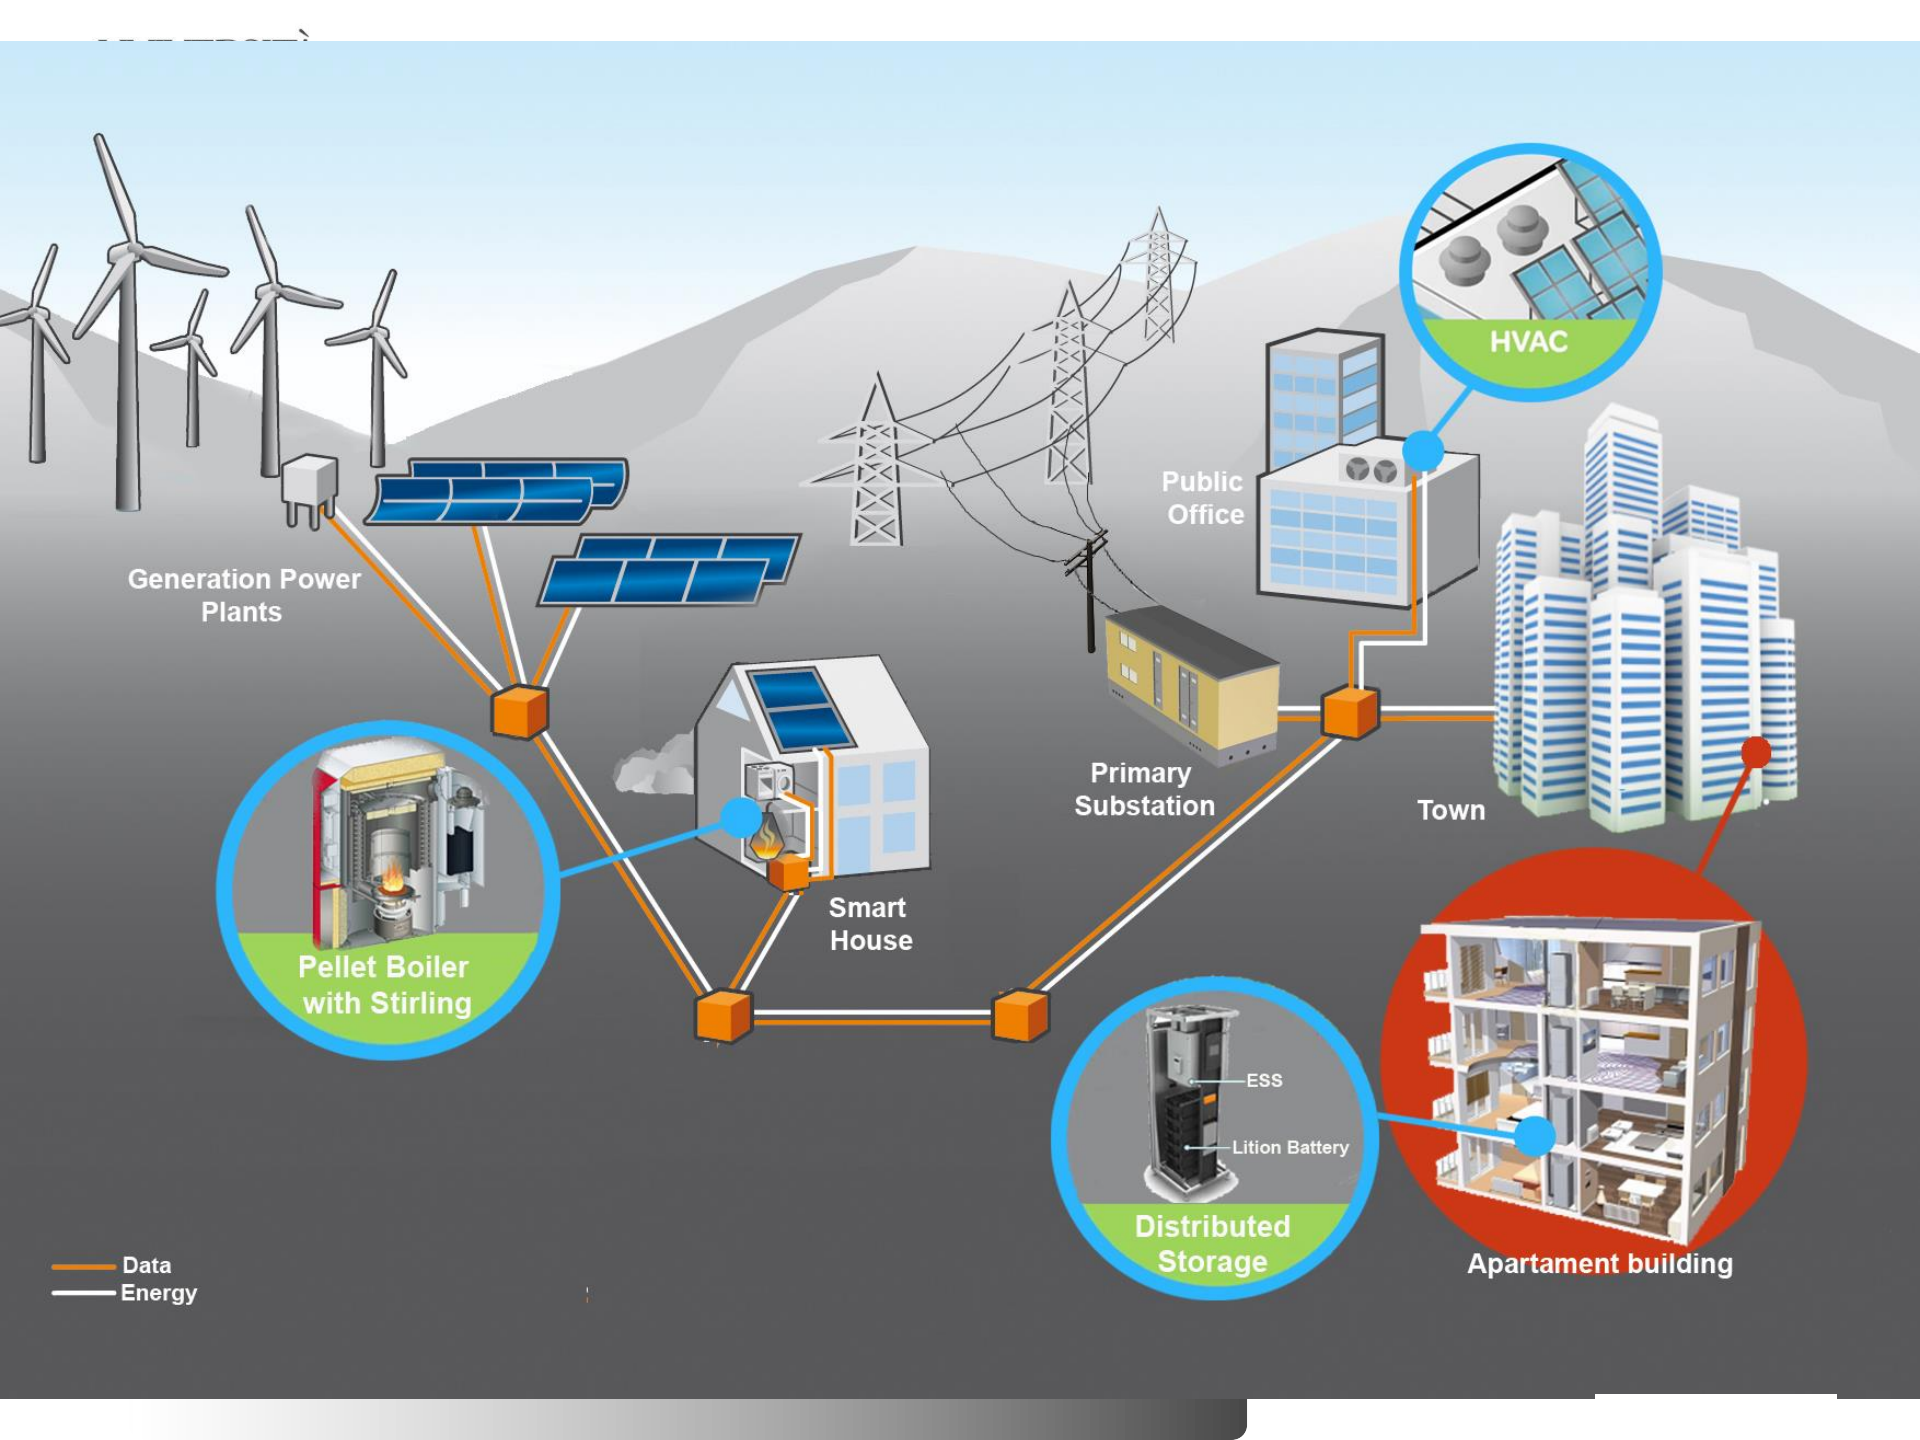 HVAC
Public
Office
Generation Power
Plants
Primary
Substation
Town
Smart
House
Pellet Boiler
with Stirling
ESS
Lition Battery
Distributed
Storage
Apartament building
Data
Energy